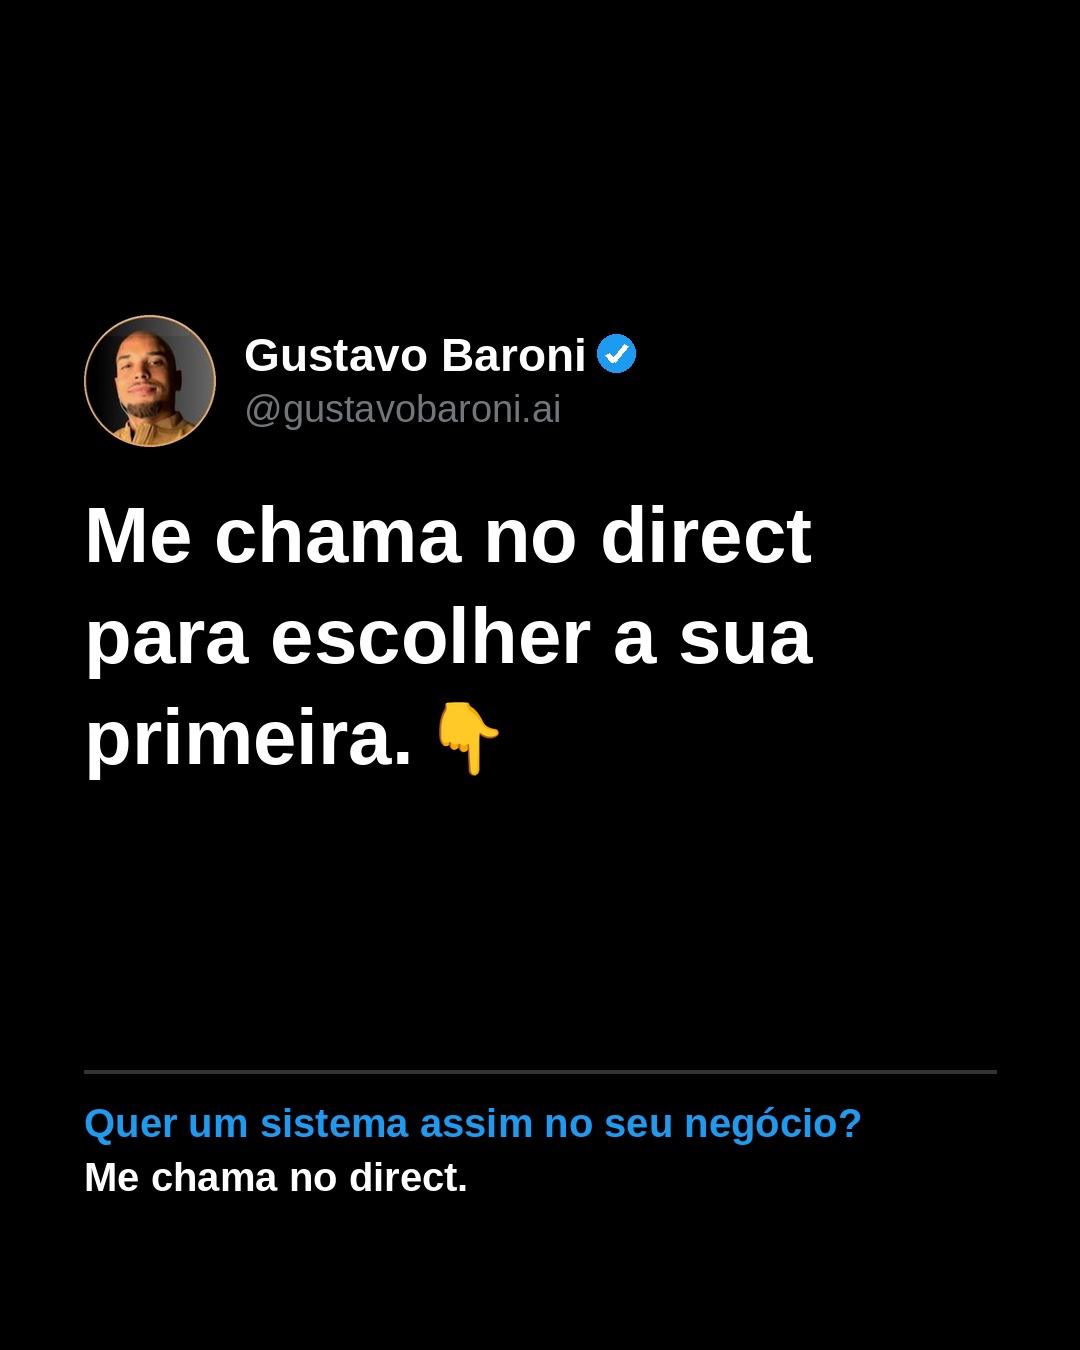 Gustavo Baroni
@gustavobaroni.ai
Me chama no direct
para escolher a sua
primeira. 👇
Quer um sistema assim no seu negócio?
Me chama no direct.